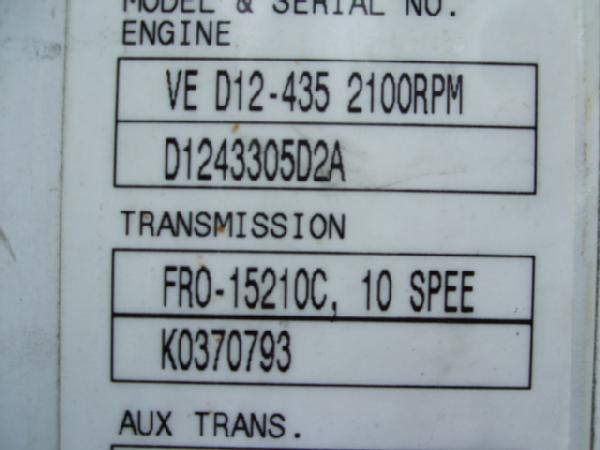 MODEL & SERIAL NO.
ENGINE
VE D12-435 2100RPM
D1243305D2A
TRANSMISSION
FRO-15210C, 10 SPEE
K0370793
AUX TRANS.